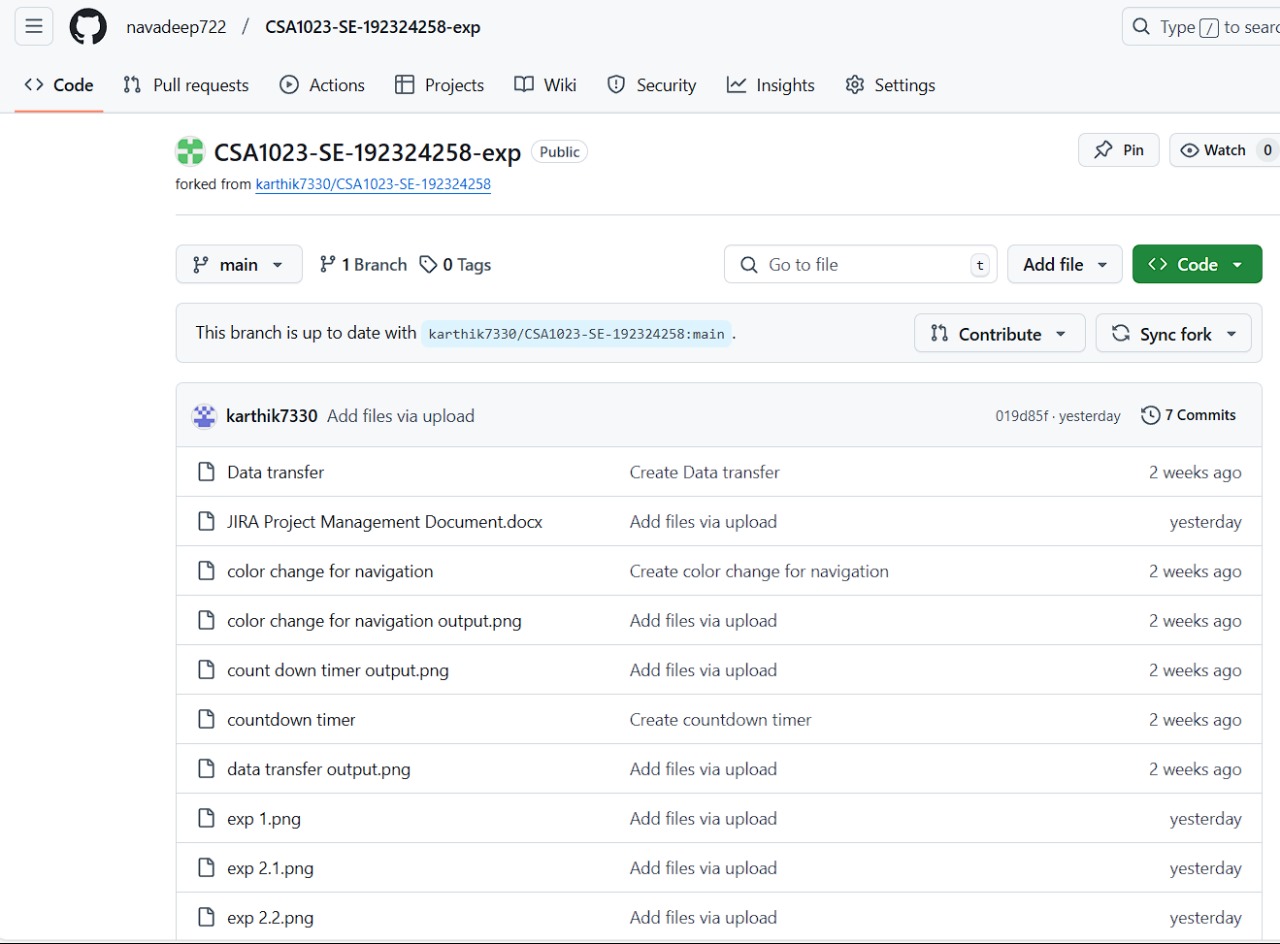 navadeep722 / CSA1023-SE-192324258-exp Type / to searc
Code Pull requests Actions Projects Wiki Security Insights Settings
CSA1023-SE-192324258-exp Public Pin Watch 0
forked from karthik7330/CSA1023-SE-192324258
main 1 Branch 0 Tags Go to file t Add file Code
This branch is up to date with karthik7330/CSA1023-SE-192324258:main . Contribute Sync fork
karthik7330 Add files via upload 019d85f · yesterday 7 Commits
Data transfer Create Data transfer 2 weeks ago
JIRA Project Management Document.docx Add files via upload yesterday
color change for navigation Create color change for navigation 2 weeks ago
color change for navigation output.png Add files via upload 2 weeks ago
count down timer output.png Add files via upload 2 weeks ago
countdown timer Create countdown timer 2 weeks ago
data transfer output.png Add files via upload 2 weeks ago
exp 1.png Add files via upload yesterday
exp 2.1.png Add files via upload yesterday
exp 2.2.png Add files via upload yesterday